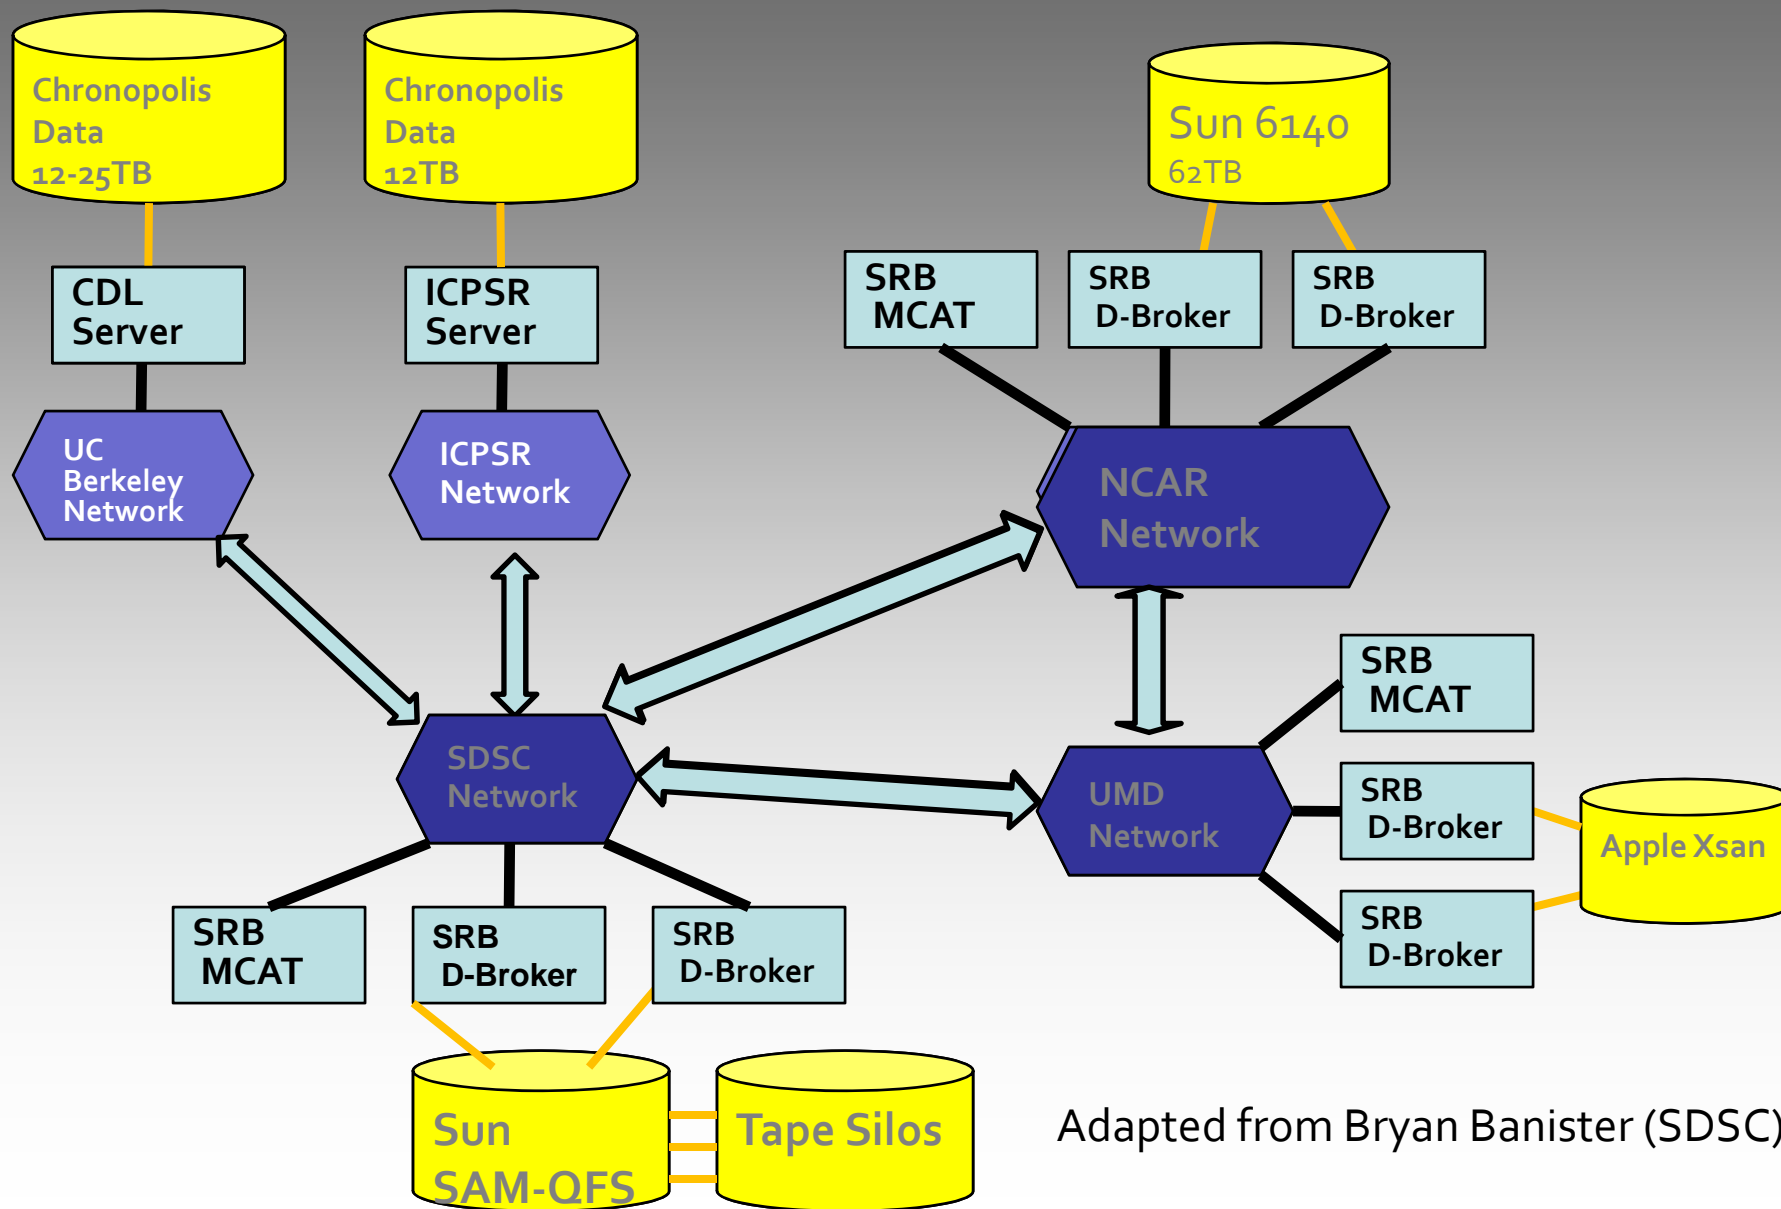 Chronopolis
Data
12-25TB
Chronopolis
Data
12TB
Sun 6140
62TB
CDL
Server
ICPSR
Server
SRB
MCAT
SRB
D-Broker
SRB
D-Broker
UC
Berkeley
Network
ICPSR
Network
NCAR
Network
SRB
MCAT
SDSC
Network
UMD
Network
SRB
D-Broker
Apple Xsan
SRB
D-Broker
SRB
MCAT
SRB
D-Broker
SRB
D-Broker
Sun
SAM-QFS
Tape Silos
Adapted from Bryan Banister (SDSC)